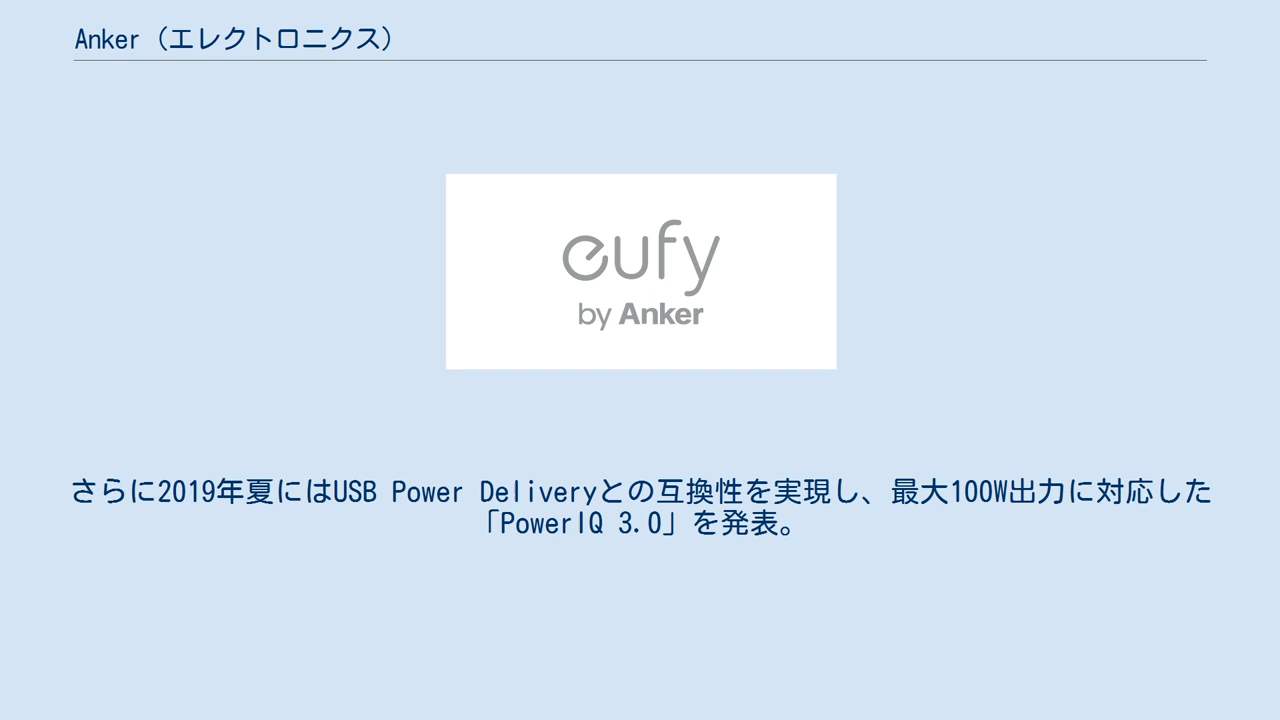 Anker（エレクトロニクス）
eufy
by Anker
さらに2019年夏にはUSB Power Deliveryとの互換性を実現し、最大100W出力に対応した
「PowerIQ 3.0」を発表。